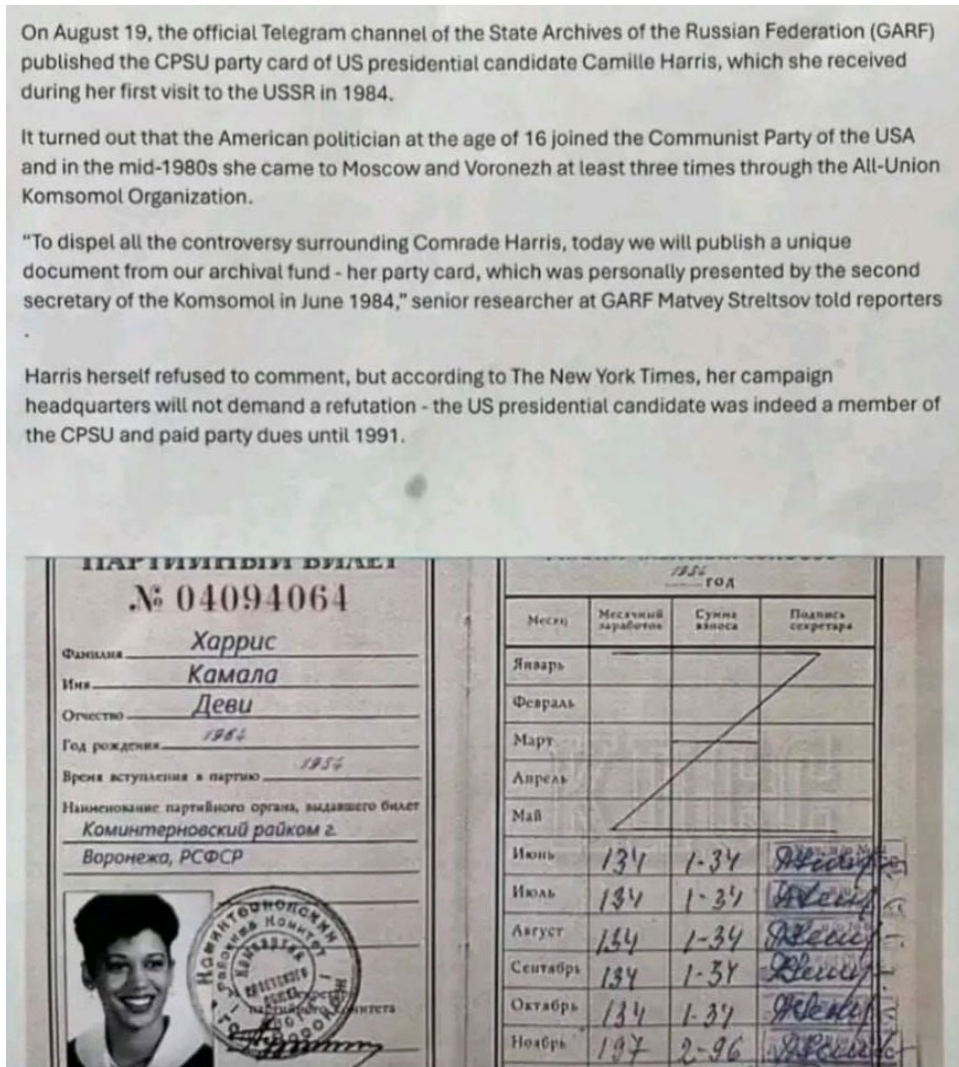 On August 19, the official Telegram channel of the State Archives of the Russian Federation (GARF)
published the CPSU party card of US presidential candidate Camille Harris, which she received
during her first visit to the USSR in 1984.
It turned out that the American politician at the age of 16 joined the Communist Party of the USA
and in the mid-1980s she came to Moscow and Voronezh at least three times through the All-Union
Komsomol Organization.
"To dispel all the controversy surrounding Comrade Harris, today we will publish a unique
document from our archival fund - her party card, which was personally presented by the second
secretary of the Komsomol in June 1984," senior researcher at GARF Matvey Streltsov told reporters
.
Harris herself refused to comment, but according to The New York Times, her campaign
headquarters will not demand a refutation - the US presidential candidate was indeed a member of
the CPSU and paid party dues until 1991.
№ 04094064
Фамилия Харрис
Имя Камала
Отчество Деви
Год рождения 1964
Время вступления в партию
Наименование партийного органа, выдавшего билет
Коминтерновский райком г.
Воронежа, РСФСР
год
Месяц Месячный заработок Сумма взноса Подпись секретаря
Январь
Февраль
Март
Апрель
Май
Июнь 134 1-34
Июль 134 1-34
Август 134 1-34
Сентябрь 134 1-34
Октябрь 134 1-34
Ноябрь 197 2-96